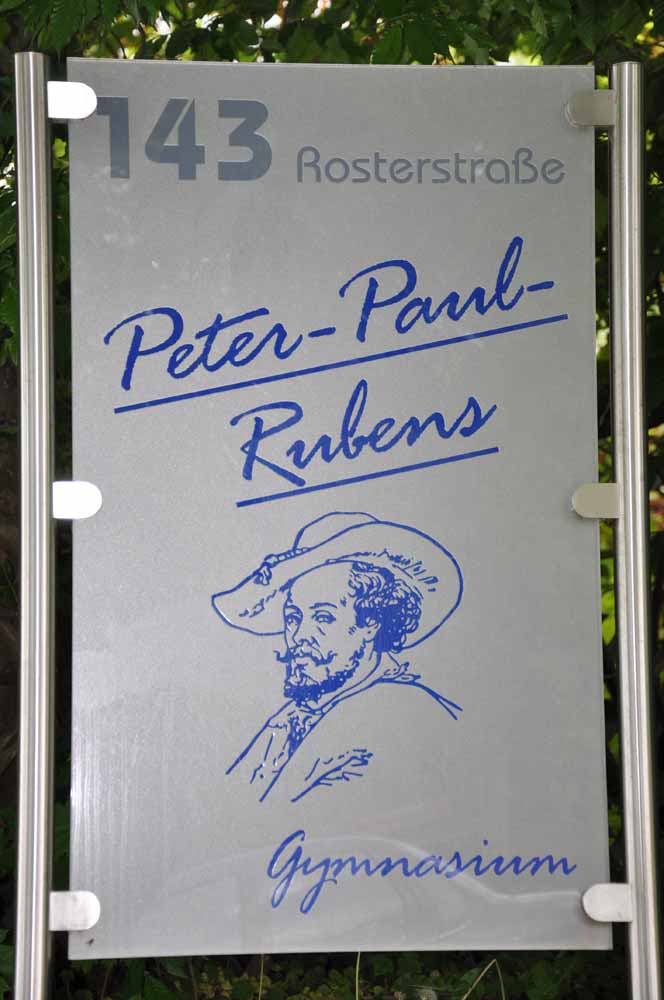 143 Rosterstraße
Peter-Paul-
Rubens
Gymnasium